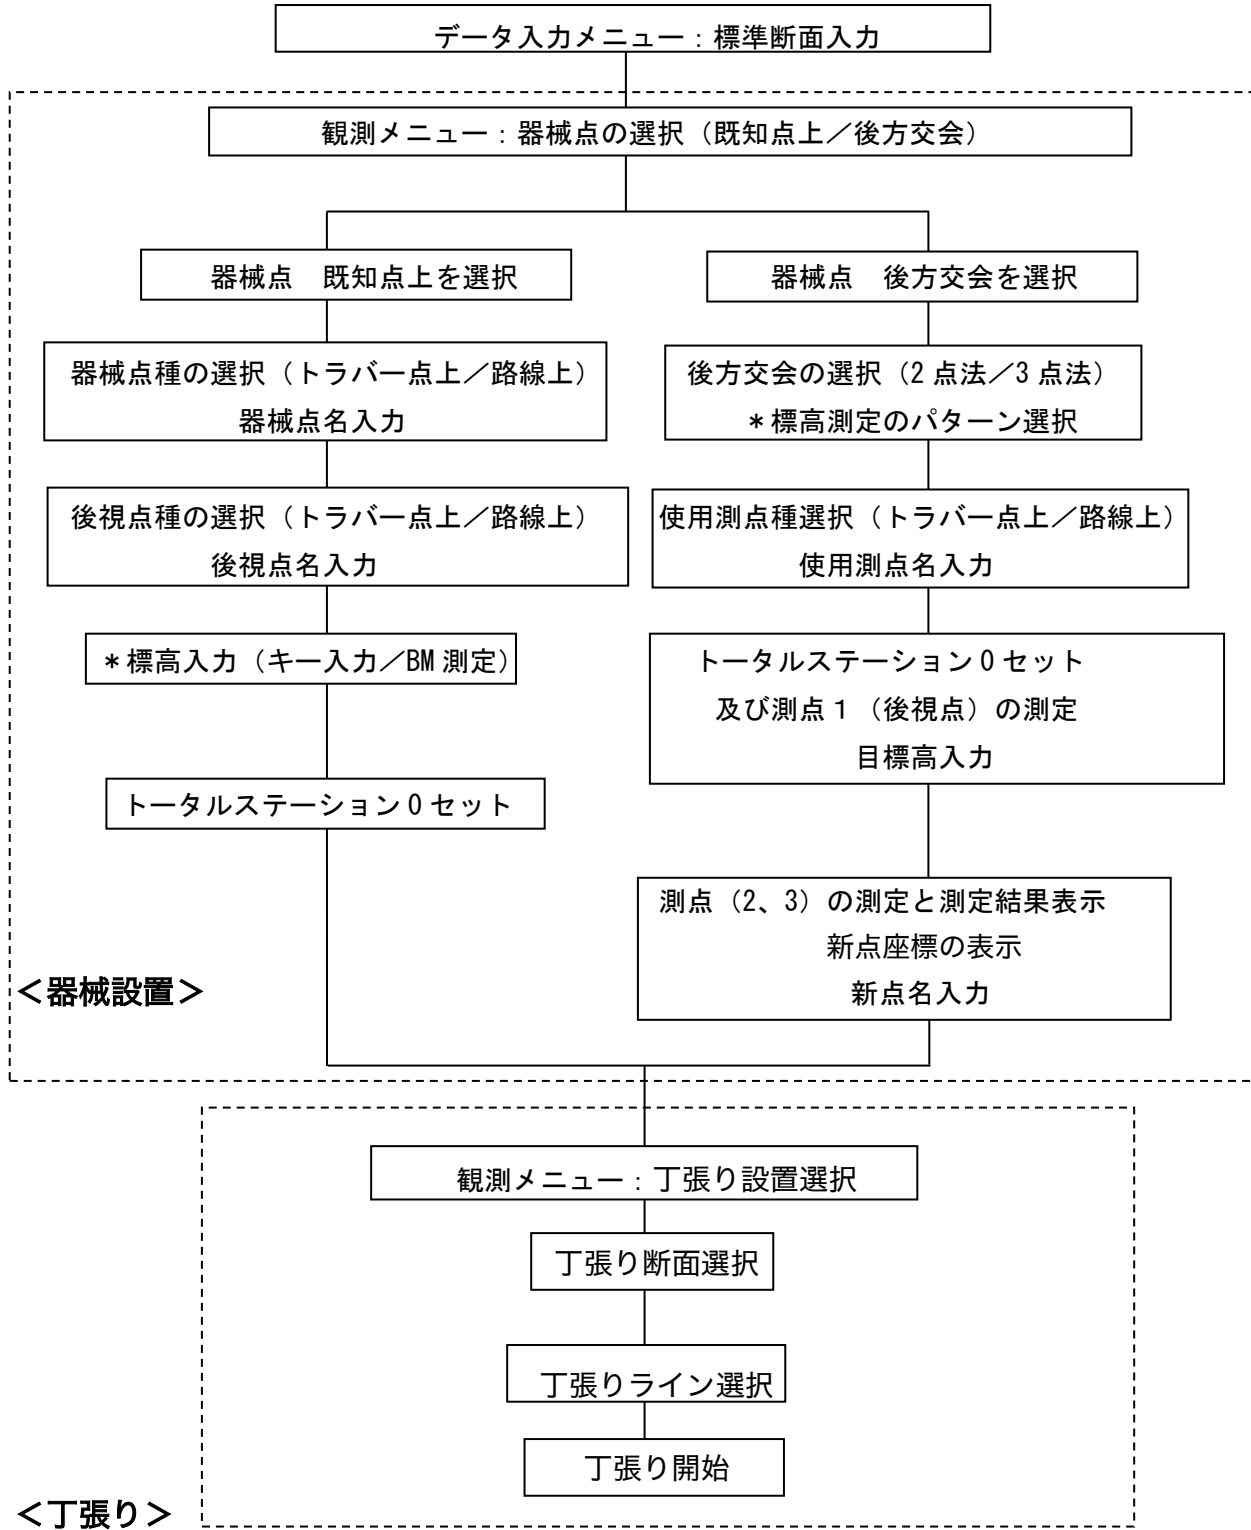 データ入力メニュー：標準断面入力
観測メニュー：器械点の選択（既知点上／後方交会）
器械点　既知点上を選択
器械点種の選択（トラバー点上／路線上）
器械点名入力
後視点種の選択（トラバー点上／路線上）
後視点名入力
＊標高入力（キー入力／BM測定）
トータルステーション0セット
器械点　後方交会を選択
後方交会の選択（2点法／3点法）
＊標高測定のパターン選択
使用測点種選択（トラバー点上／路線上）
使用測点名入力
トータルステーション0セット
及び測点１（後視点）の測定
目標高入力
測点（2、3）の測定と測定結果表示
新点座標の表示
新点名入力
＜器械設置＞
観測メニュー：丁張り設置選択
丁張り断面選択
丁張りライン選択
丁張り開始
＜丁張り＞